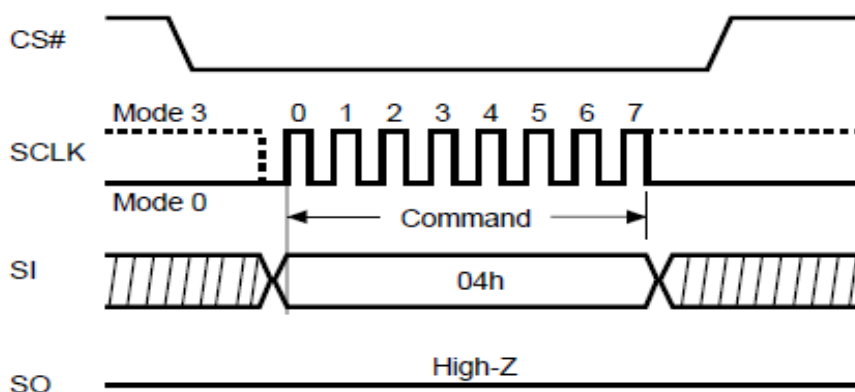 CS#
Mode 3
0 1 2 3 4 5 6 7
SCLK
Mode 0
Command
SI
04h
High-Z
SO